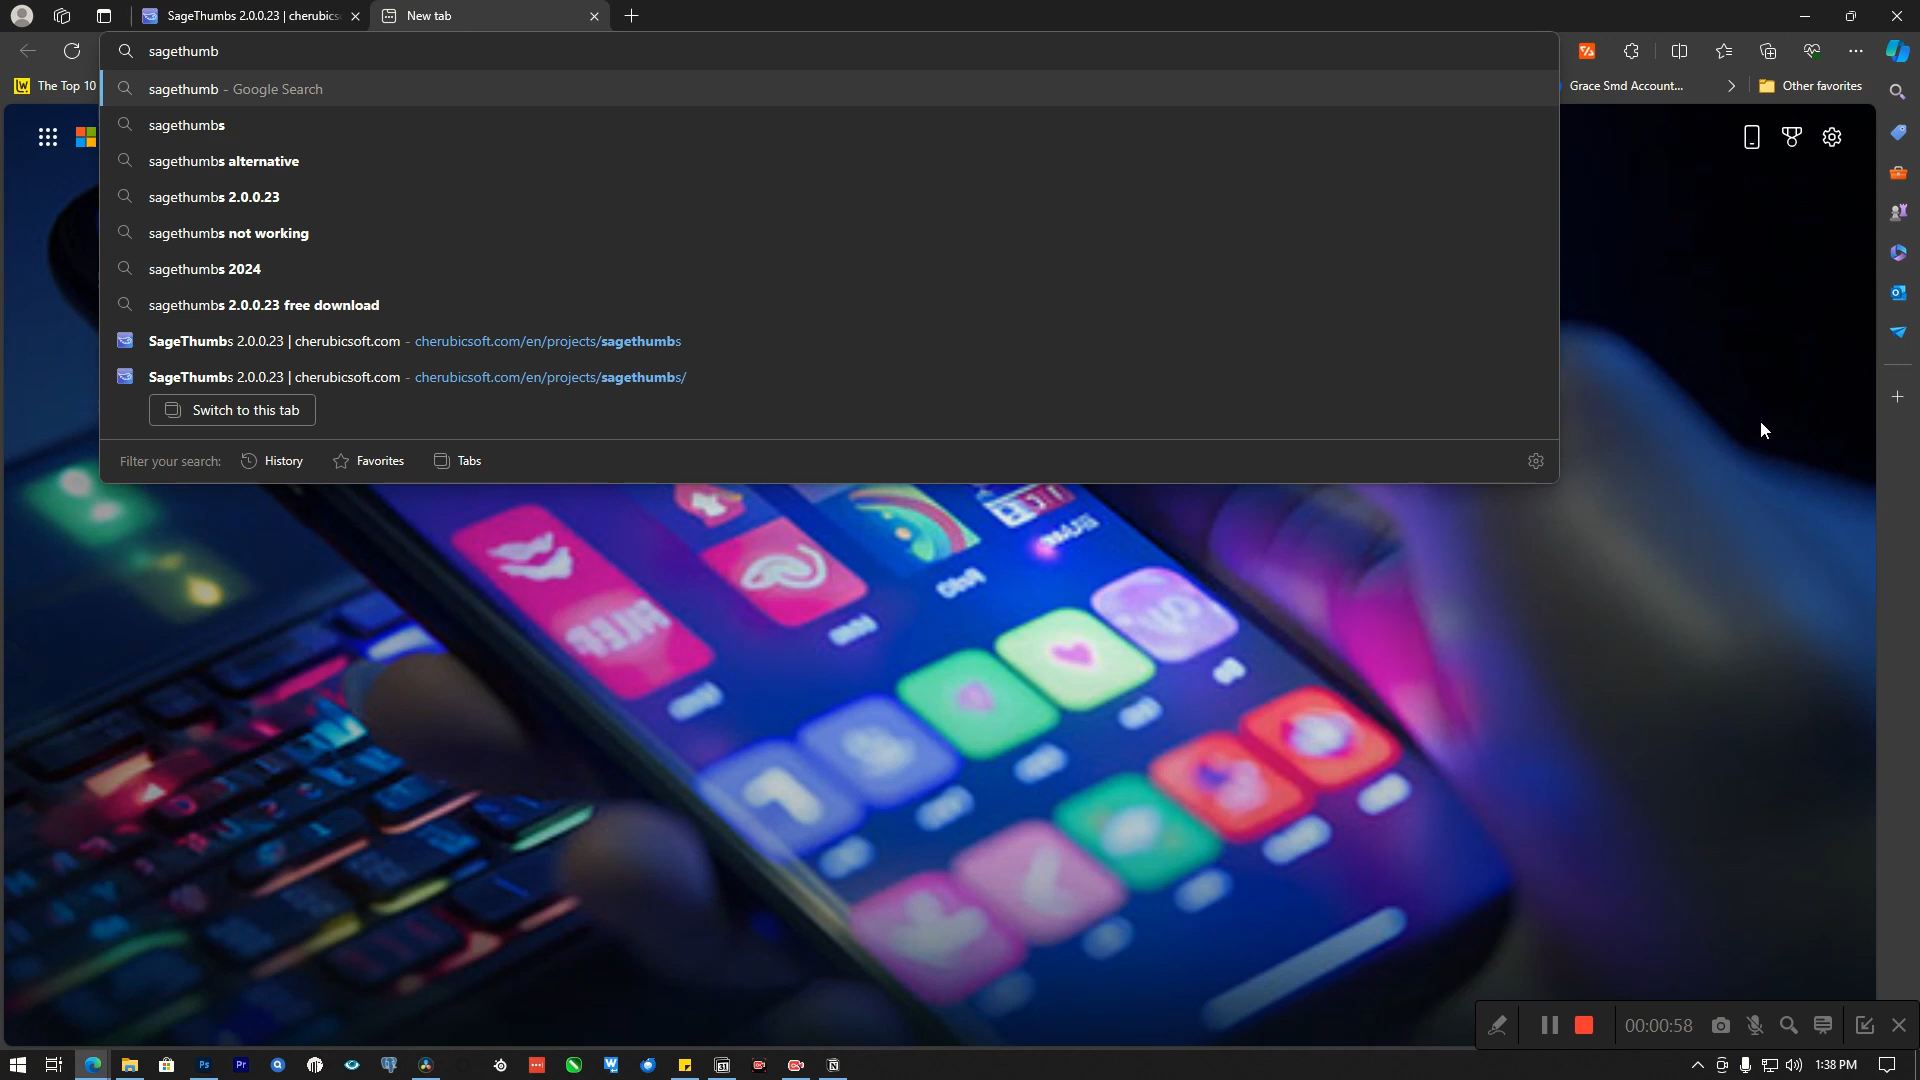 SageThumbs 2.0.0.23 | cherubics
New tab
sagethumb
The Top 10
Grace Smd Account...
Other favorites
sagethumb - Google Search
sagethumbs
sagethumbs alternative
sagethumbs 2.0.0.23
sagethumbs not working
sagethumbs 2024
sagethumbs 2.0.0.23 free download
SageThumbs 2.0.0.23 | cherubicsoft.com - cherubicsoft.com/en/projects/sagethumbs
SageThumbs 2.0.0.23 | cherubicsoft.com - cherubicsoft.com/en/projects/sagethumbs/
Switch to this tab
Filter your search: History Favorites Tabs
00:00:58
1:38 PM